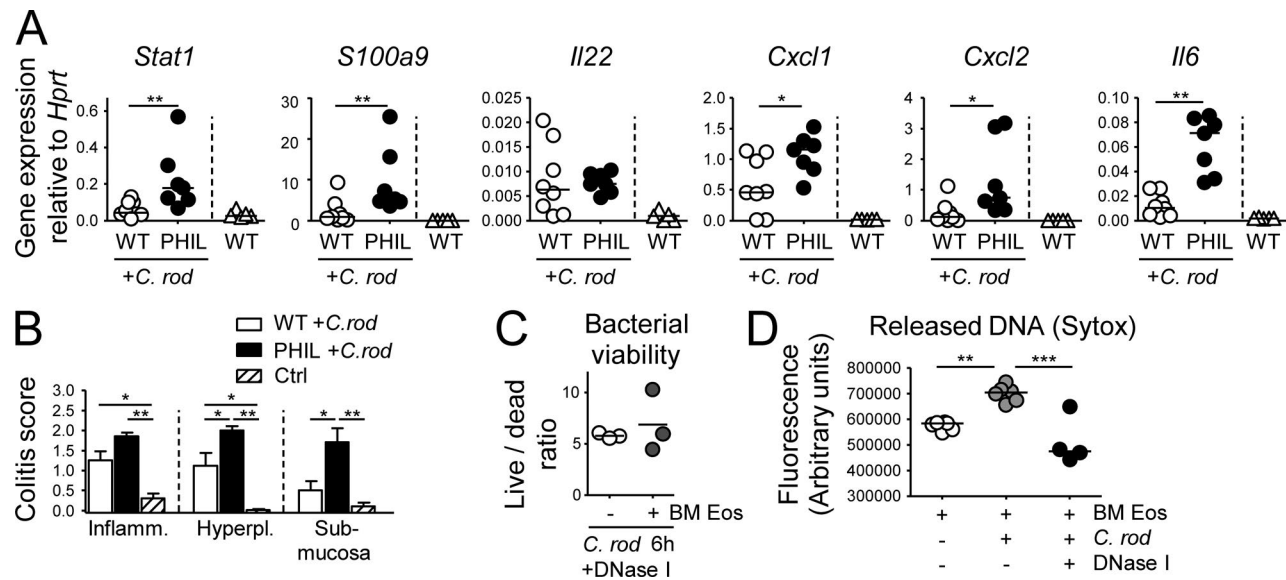 A
Stat1 S100a9 Il22 Cxcl1 Cxcl2 Il6
Gene expression
relative to Hprt
0.6
0.4
0.2
0.0
**
WT PHIL WT
+C. rod
30
20
10
0
**
WT PHIL WT
+C. rod
0.025
0.020
0.015
0.010
0.005
0.000
WT PHIL WT
+C. rod
2.0
1.5
1.0
0.5
0.0
*
WT PHIL WT
+C. rod
4
3
2
1
0
*
WT PHIL WT
+C. rod
0.10
0.08
0.06
0.04
0.02
0.00
**
WT PHIL WT
+C. rod
B
WT +C.rod
PHIL +C.rod
Ctrl
Colitis score
3.0
2.5
2.0
1.5
1.0
0.5
0.0
*
**
*
* **
* **
Inflamm. Hyperpl. Sub-
mucosa
C
Bacterial
viability
Live / dead
ratio
10
5
0
- + BM Eos
C. rod 6h
+DNase I
D
Released DNA (Sytox)
Fluorescence
(Arbitrary units)
800000
700000
600000
500000
400000
300000
** ***
+ + + BM Eos
- + + C. rod
- - + DNase I